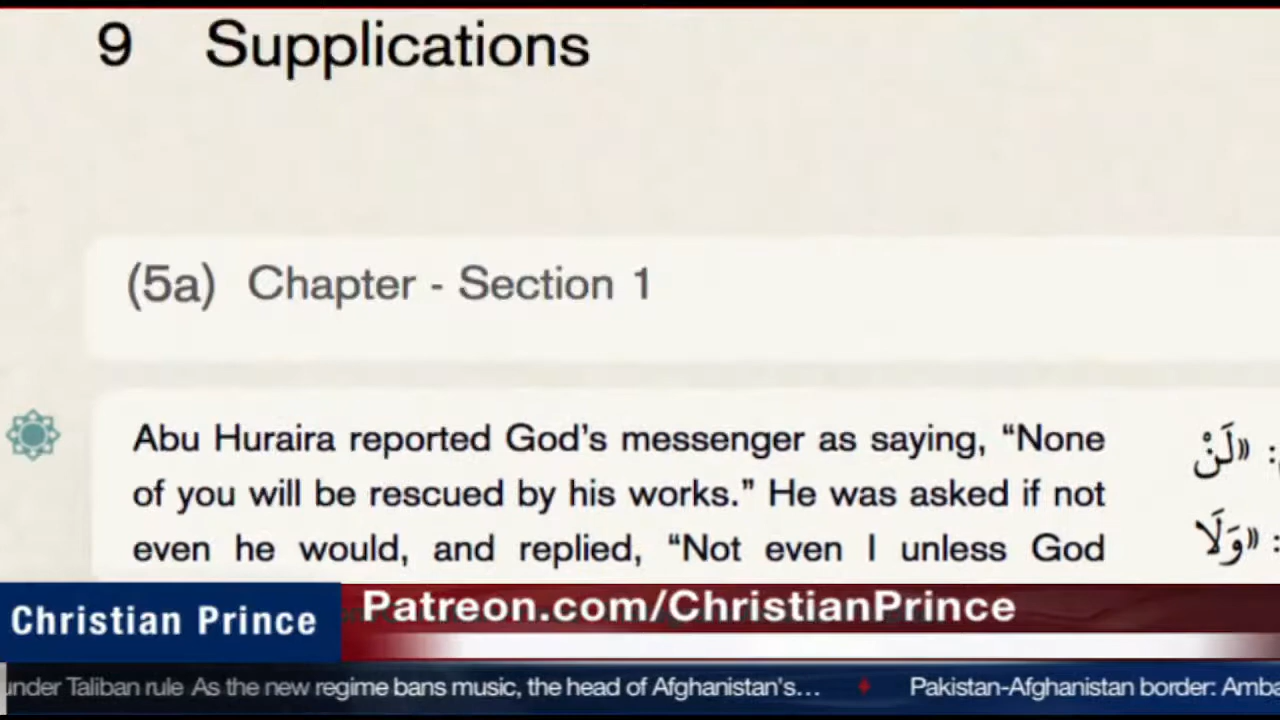 9 Supplications
(5a) Chapter - Section 1
Abu Huraira reported God's messenger as saying, “None
of you will be rescued by his works.” He was asked if not
even he would, and replied, “Not even I unless God
: «لَنْ
: «وَلَا
Christian Prince
Patreon.com/ChristianPrince
under Taliban rule As the new regime bans music, the head of Afghanistan's... ♦ Pakistan-Afghanistan border: Amba